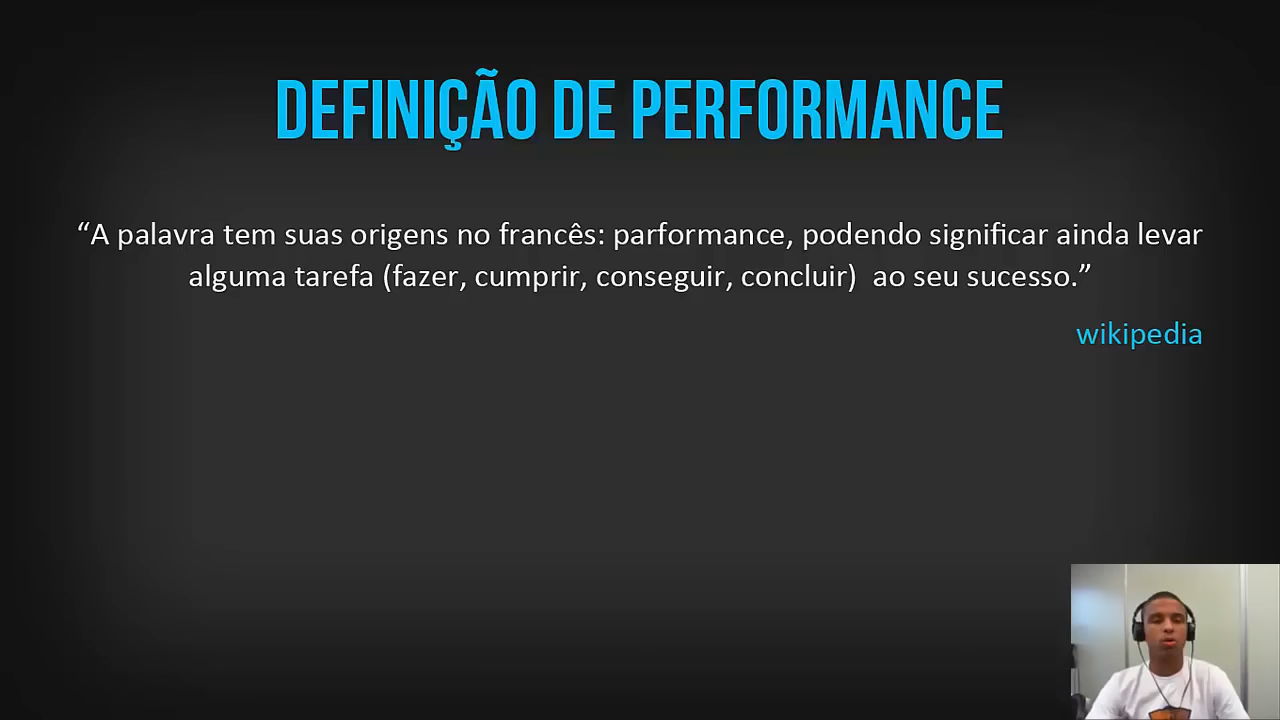 DEFINIÇÃO DE PERFORMANCE
“A palavra tem suas origens no francês: parformance, podendo significar ainda levar
alguma tarefa (fazer, cumprir, conseguir, concluir)  ao seu sucesso.”
wikipedia